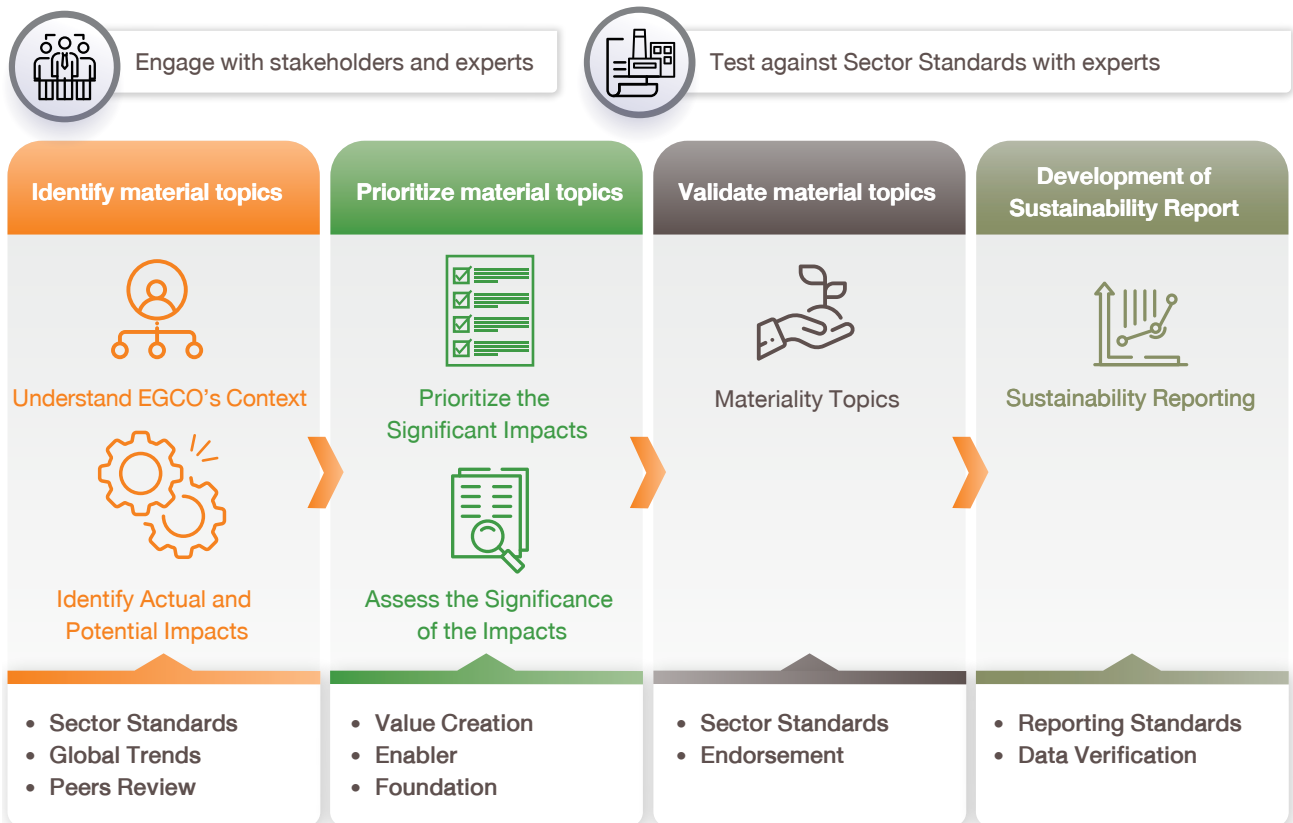 Engage with stakeholders and experts
Test against Sector Standards with experts
Identify material topics
Understand EGCO's Context
Identify Actual and
Potential Impacts
• Sector Standards
• Global Trends
• Peers Review
Prioritize material topics
Prioritize the
Significant Impacts
Assess the Significance
of the Impacts
• Value Creation
• Enabler
• Foundation
Validate material topics
Materiality Topics
• Sector Standards
• Endorsement
Development of
Sustainability Report
Sustainability Reporting
• Reporting Standards
• Data Verification